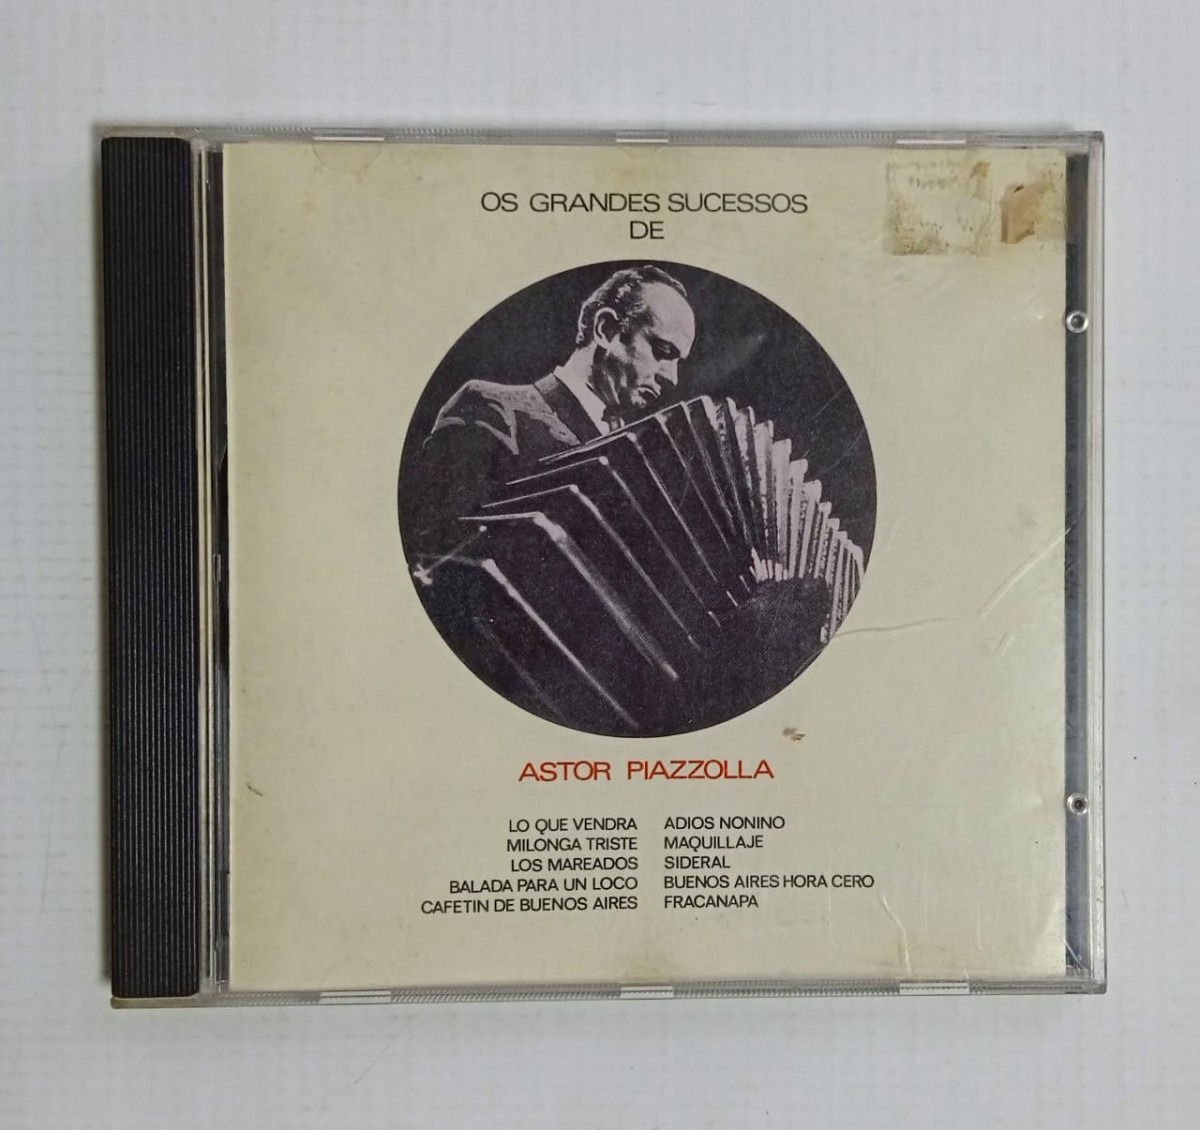 OS GRANDES SUCESSOS
DE
ASTOR PIAZZOLLA
LO QUE VENDRA
MILONGA TRISTE
LOS MAREADOS
BALADA PARA UN LOCO
CAFETIN DE BUENOS AIRES
ADIOS NONINO
MAQUILLAJE
SIDERAL
BUENOS AIRES HORA CERO
FRACANAPA